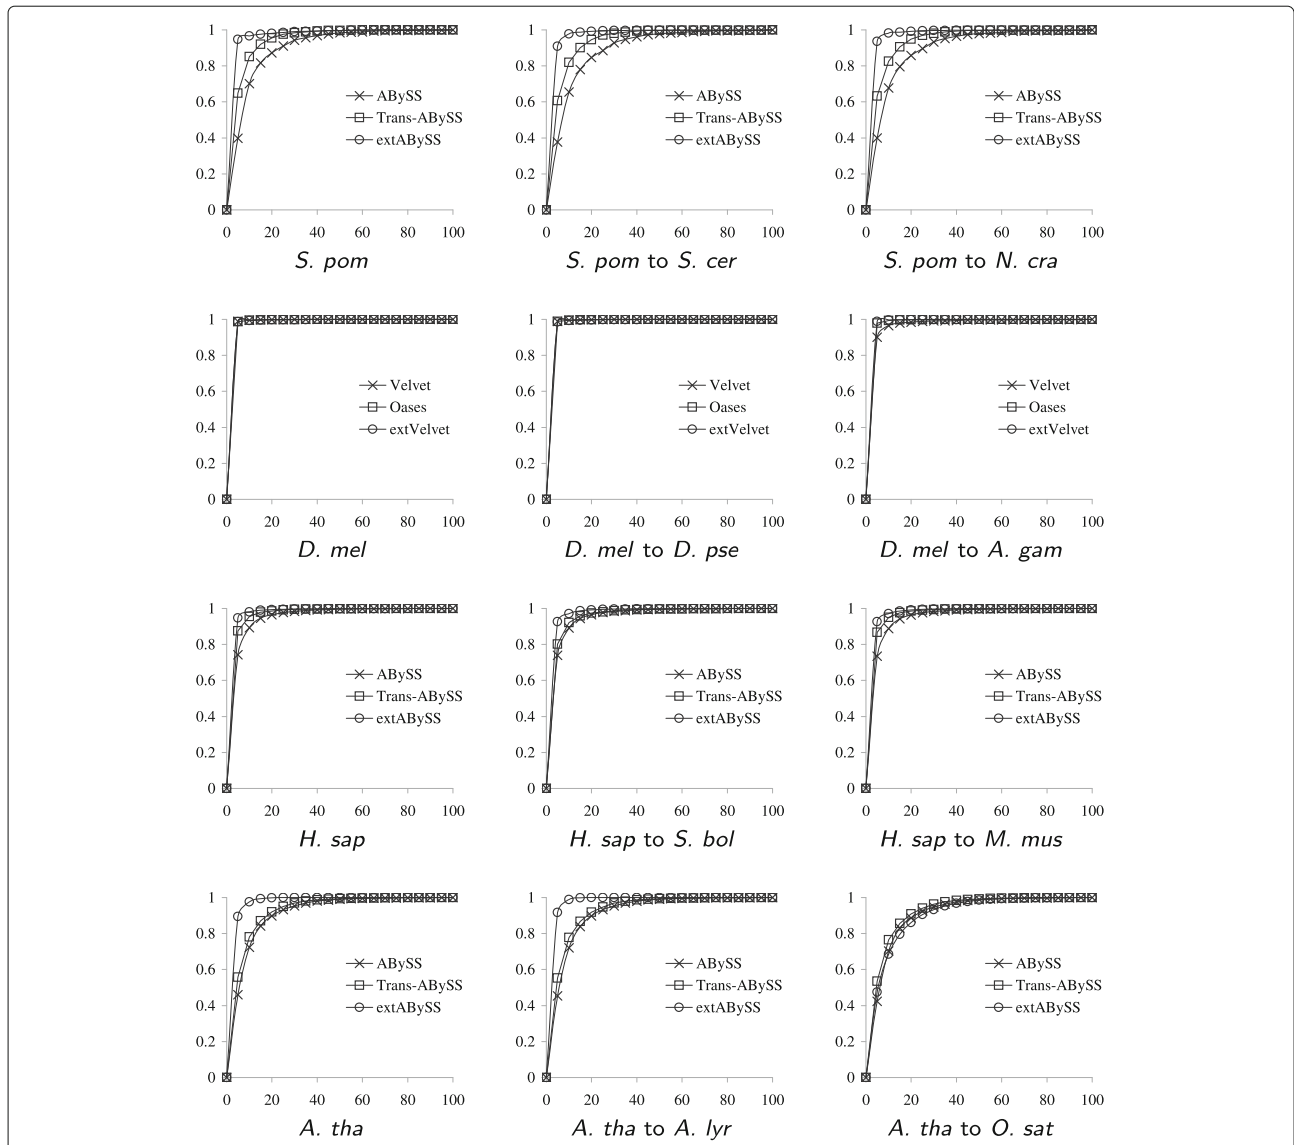 1
0.8
0.6
0.4
0.2
0
0 20 40 60 80 100
ABySS
Trans-ABySS
extABySS
S. pom
1
0.8
0.6
0.4
0.2
0
0 20 40 60 80 100
ABySS
Trans-ABySS
extABySS
S. pom to S. cer
1
0.8
0.6
0.4
0.2
0
0 20 40 60 80 100
ABySS
Trans-ABySS
extABySS
S. pom to N. cra
1
0.8
0.6
0.4
0.2
0
0 20 40 60 80 100
Velvet
Oases
extVelvet
D. mel
1
0.8
0.6
0.4
0.2
0
0 20 40 60 80 100
Velvet
Oases
extVelvet
D. mel to D. pse
1
0.8
0.6
0.4
0.2
0
0 20 40 60 80 100
Velvet
Oases
extVelvet
D. mel to A. gam
1
0.8
0.6
0.4
0.2
0
0 20 40 60 80 100
ABySS
Trans-ABySS
extABySS
H. sap
1
0.8
0.6
0.4
0.2
0
0 20 40 60 80 100
ABySS
Trans-ABySS
extABySS
H. sap to S. bol
1
0.8
0.6
0.4
0.2
0
0 20 40 60 80 100
ABySS
Trans-ABySS
extABySS
H. sap to M. mus
1
0.8
0.6
0.4
0.2
0
0 20 40 60 80 100
ABySS
Trans-ABySS
extABySS
A. tha
1
0.8
0.6
0.4
0.2
0
0 20 40 60 80 100
ABySS
Trans-ABySS
extABySS
A. tha to A. lyr
1
0.8
0.6
0.4
0.2
0
0 20 40 60 80 100
ABySS
Trans-ABySS
extABySS
A. tha to O. sat